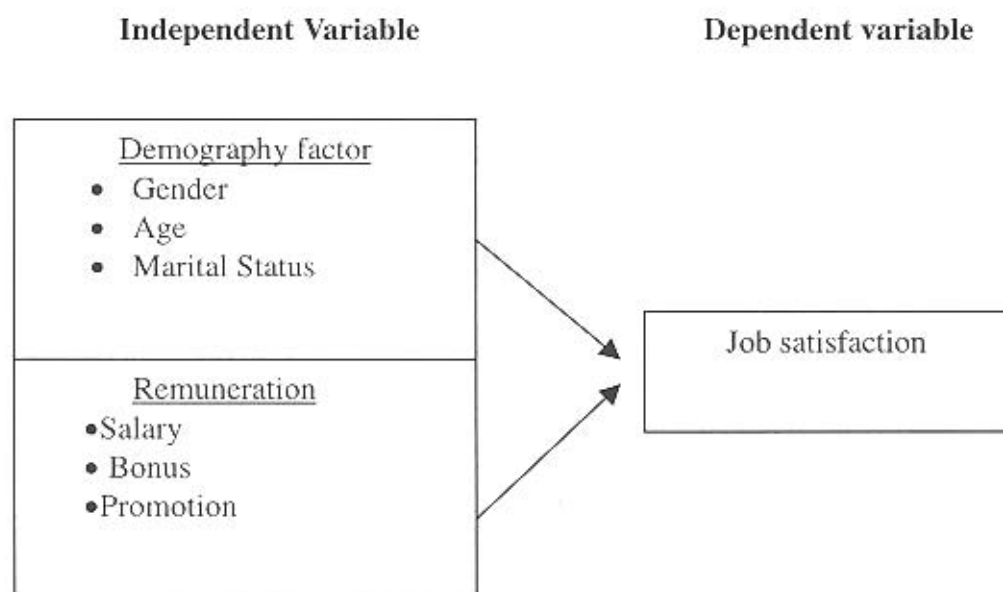 Independent Variable
Dependent variable
Demography factor
• Gender
• Age
• Marital Status
Remuneration
•Salary
• Bonus
•Promotion
Job satisfaction